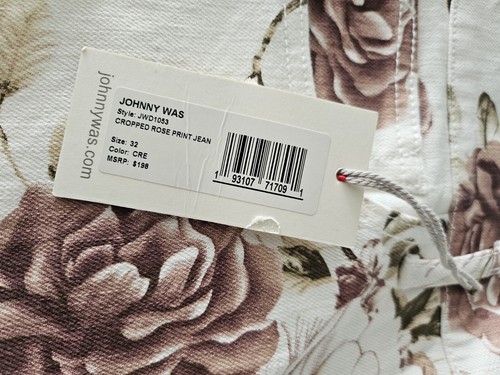 johnnywas.com
JOHNNY WAS
Style: JWD1053
CROPPED ROSE PRINT JEAN
Size: 32
Color: CRE
MSRP: $198
1 93107 71709 1